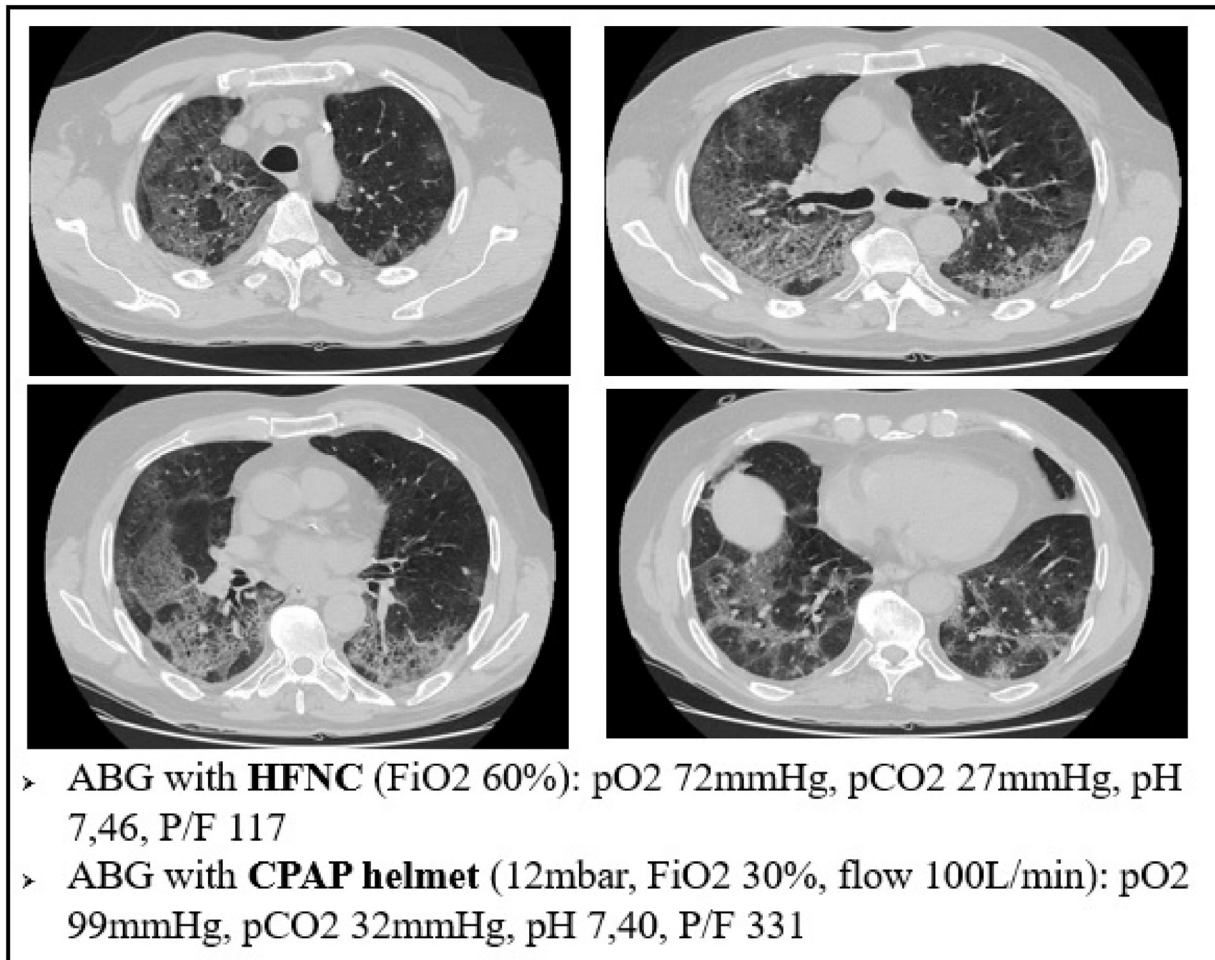 ➢ ABG with HFNC (FiO2 60%): pO2 72mmHg, pCO2 27mmHg, pH
7,46, P/F 117
➢ ABG with CPAP helmet (12mbar, FiO2 30%, flow 100L/min): pO2
99mmHg, pCO2 32mmHg, pH 7,40, P/F 331